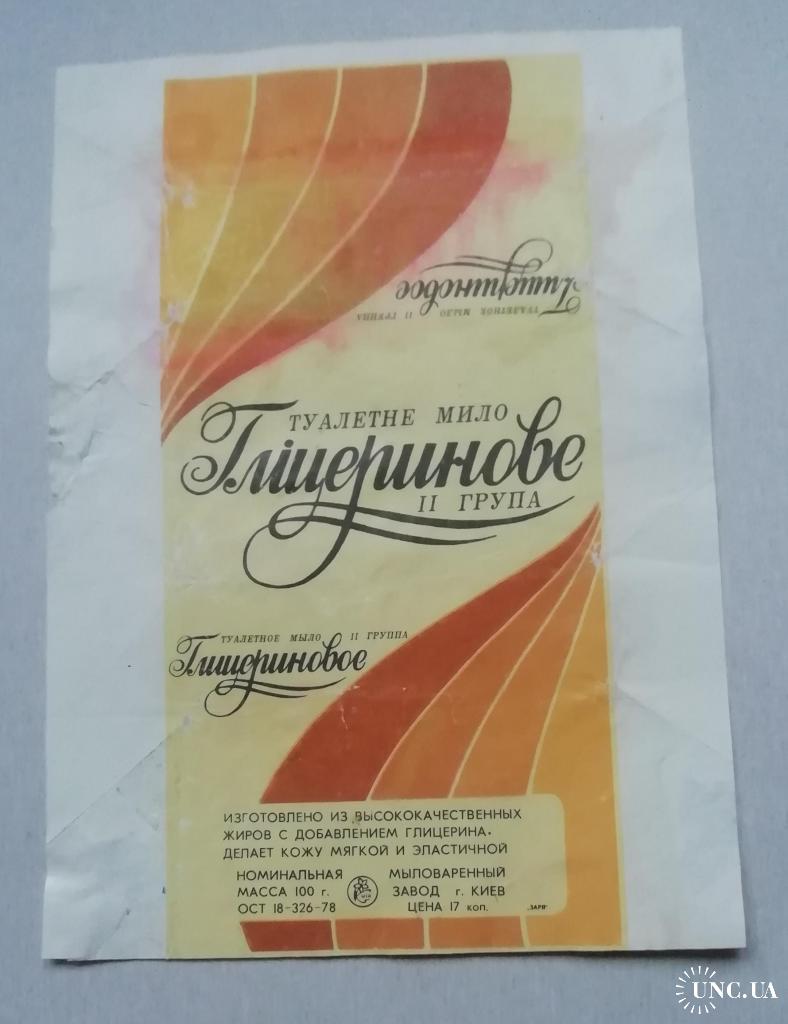 Глицериновое
ТУАЛЕТНОЕ МЫЛО II ГРУППА
ТУАЛЕТНЕ МИЛО
Гліцеринове
II ГРУПА
ТУАЛЕТНОЕ МЫЛО II ГРУППА
Глицериновое
ИЗГОТОВЛЕНО ИЗ ВЫСОКОКАЧЕСТВЕННЫХ
ЖИРОВ С ДОБАВЛЕНИЕМ ГЛИЦЕРИНА.
ДЕЛАЕТ КОЖУ МЯГКОЙ И ЭЛАСТИЧНОЙ
НОМИНАЛЬНАЯ МЫЛОВАРЕННЫЙ
МАССА 100 г. ЗАВОД г. КИЕВ
ОСТ 18-326-78 ЦЕНА 17 коп.
„ЗАРЯ"
UNC.UA